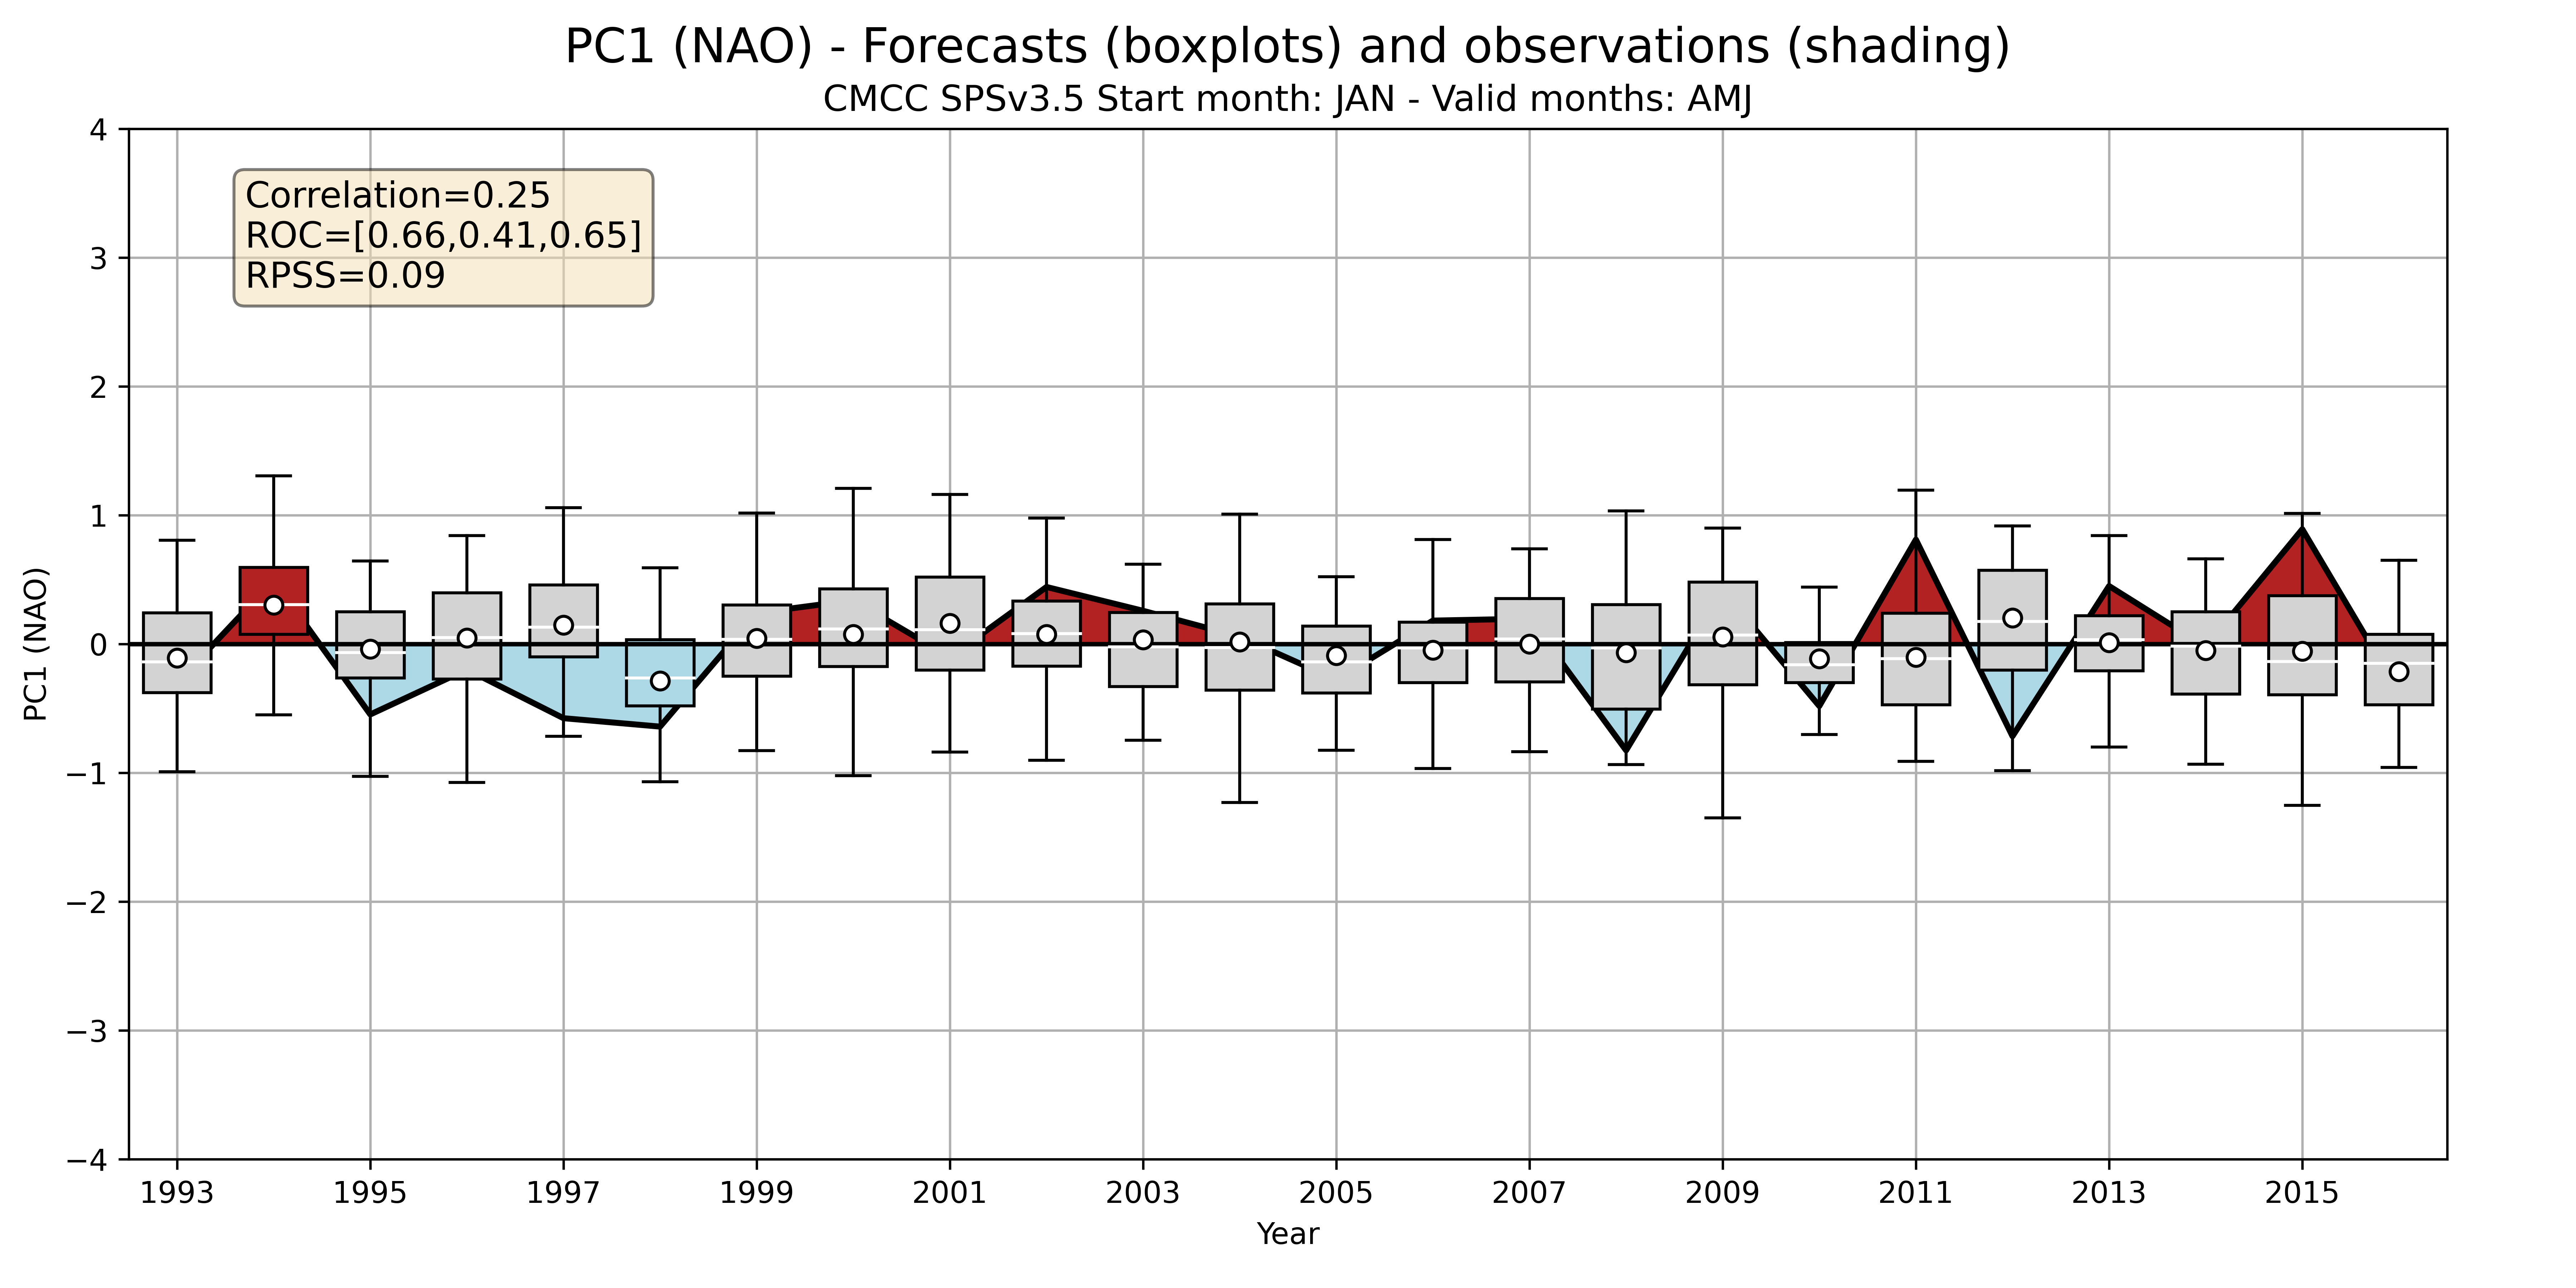 PC1 (NAO) - Forecasts (boxplots) and observations (shading)
CMCC SPSv3.5 Start month: JAN - Valid months: AMJ
Correlation=0.25
ROC=[0.66,0.41,0.65]
RPSS=0.09
PC1 (NAO)
4
3
2
1
0
−1
−2
−3
−4
1993 1995 1997 1999 2001 2003 2005 2007 2009 2011 2013 2015
Year